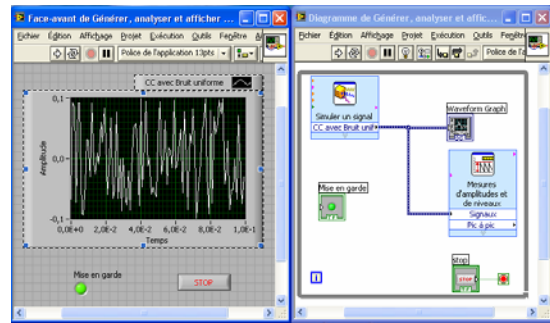 Face-avant de Générer, analyser et afficher ...
Fichier Édition Affichage Projet Exécution Outils Fenêtre A
Police de l'application 13pts
CC avec Bruit uniforme
Amplitude
0,1
0,0
-0,1
0,0E+0 2,0E-2 4,0E-2 6,0E-2 8,0E-2 1,0E-1
Temps
Mise en garde
STOP
Diagramme de Générer, analyser et affic...
Fichier Édition Affichage Projet Exécution Outils Fenêtre
Police de l'a
Simuler un signal
CC avec Bruit unif
Waveform Graph
Mise en garde
Mesures
d'amplitudes et
de niveaux
Signaux
Pic à pic
stop
STOP
i